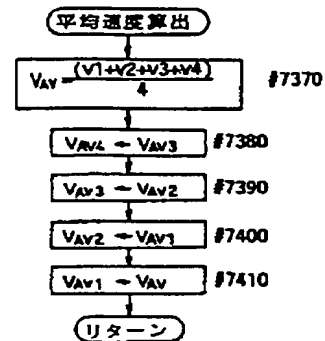 平均速度算出
VAV=(V1+V2+V3+V4)/4 #7370
VAV4 ← VAV3 #7380
VAV3 ← VAV2 #7390
VAV2 ← VAV1 #7400
VAV1 ← VAV #7410
リターン